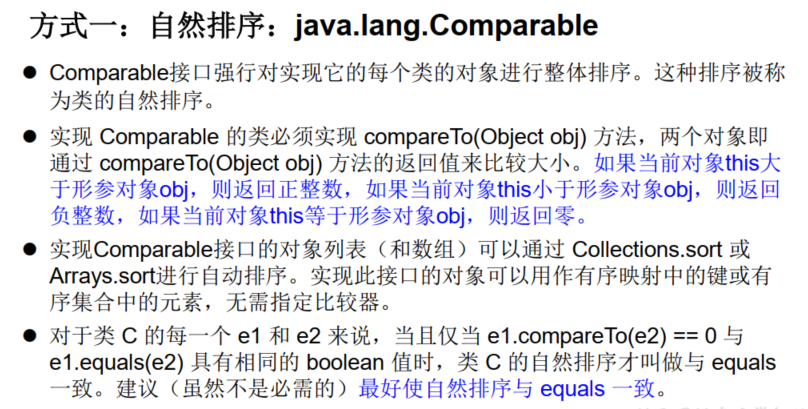 方式一：自然排序：java.lang.Comparable
● Comparable接口强行对实现它的每个类的对象进行整体排序。这种排序被称
为类的自然排序。
● 实现 Comparable 的类必须实现 compareTo(Object obj) 方法，两个对象即
通过 compareTo(Object obj) 方法的返回值来比较大小。如果当前对象this大
于形参对象obj，则返回正整数，如果当前对象this小于形参对象obj，则返回
负整数，如果当前对象this等于形参对象obj，则返回零。
● 实现Comparable接口的对象列表（和数组）可以通过 Collections.sort 或
Arrays.sort进行自动排序。实现此接口的对象可以用作有序映射中的键或有
序集合中的元素，无需指定比较器。
● 对于类 C 的每一个 e1 和 e2 来说，当且仅当 e1.compareTo(e2) == 0 与
e1.equals(e2) 具有相同的 boolean 值时，类 C 的自然排序才叫做与 equals
一致。建议（虽然不是必需的）最好使自然排序与 equals 一致。